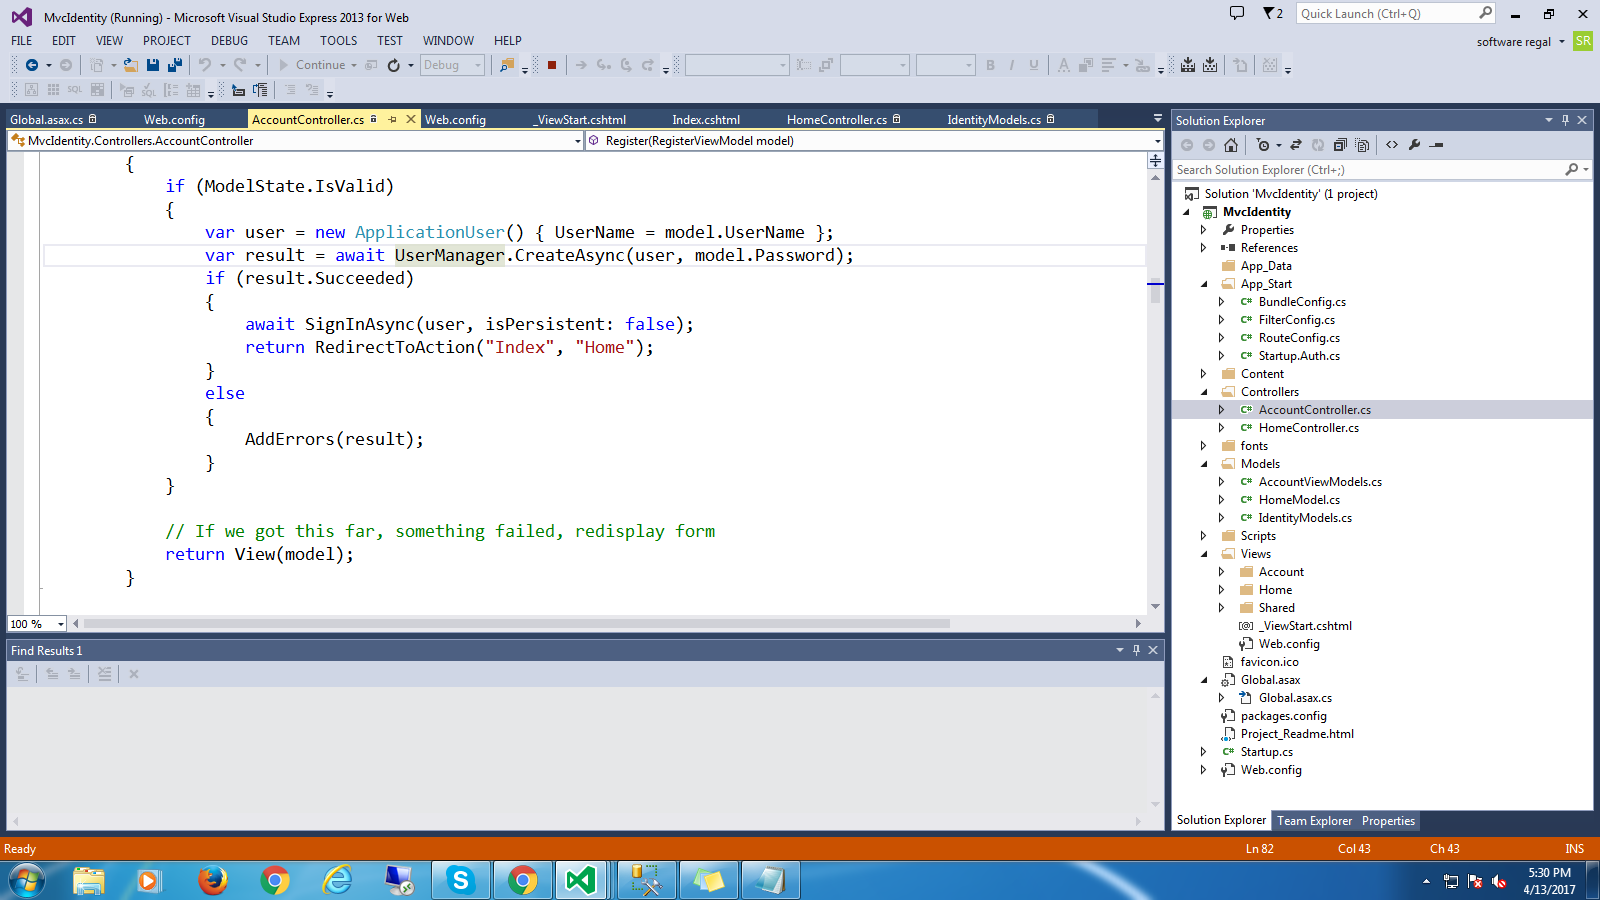 MvcIdentity (Running) - Microsoft Visual Studio Express 2013 for Web
2
Quick Launch (Ctrl+Q)
FILE EDIT VIEW PROJECT DEBUG TEAM TOOLS TEST WINDOW HELP
software regal
SR
Continue
Debug
B I U A
SQL
SQL
Global.asax.cs Web.config AccountController.cs Web.config _ViewStart.cshtml Index.cshtml HomeController.cs IdentityModels.cs
MvcIdentity.Controllers.AccountController
Register(RegisterViewModel model)
{
if (ModelState.IsValid)
{
var user = new ApplicationUser() { UserName = model.UserName };
var result = await UserManager.CreateAsync(user, model.Password);
if (result.Succeeded)
{
await SignInAsync(user, isPersistent: false);
return RedirectToAction("Index", "Home");
}
else
{
AddErrors(result);
}
}
// If we got this far, something failed, redisplay form
return View(model);
}
100 %
Find Results 1
Solution Explorer
Search Solution Explorer (Ctrl+;)
Solution 'MvcIdentity' (1 project)
MvcIdentity
Properties
References
App_Data
App_Start
C# BundleConfig.cs
C# FilterConfig.cs
C# RouteConfig.cs
C# Startup.Auth.cs
Content
Controllers
C# AccountController.cs
C# HomeController.cs
fonts
Models
C# AccountViewModels.cs
C# HomeModel.cs
C# IdentityModels.cs
Scripts
Views
Account
Home
Shared
[@] _ViewStart.cshtml
Web.config
favicon.ico
Global.asax
Global.asax.cs
packages.config
Project_Readme.html
C# Startup.cs
Web.config
Solution Explorer Team Explorer Properties
Ready
Ln 82 Col 43 Ch 43 INS
S
5:30 PM
4/13/2017